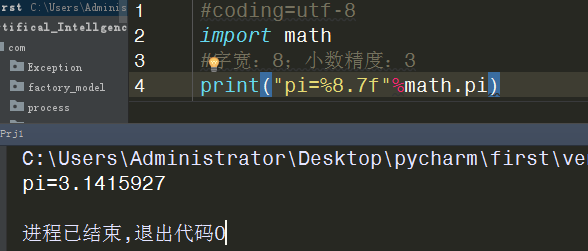 rst C:\Users\Adminis
tifical_Intellgenc
com
Exception
factory_model
process
1 #coding=utf-8
2 import math
3 #字宽：8；小数精度：3
4 print("pi=%8.7f"%math.pi)
Prj1
C:\Users\Administrator\Desktop\pycharm\first\ve
pi=3.1415927
进程已结束,退出代码0